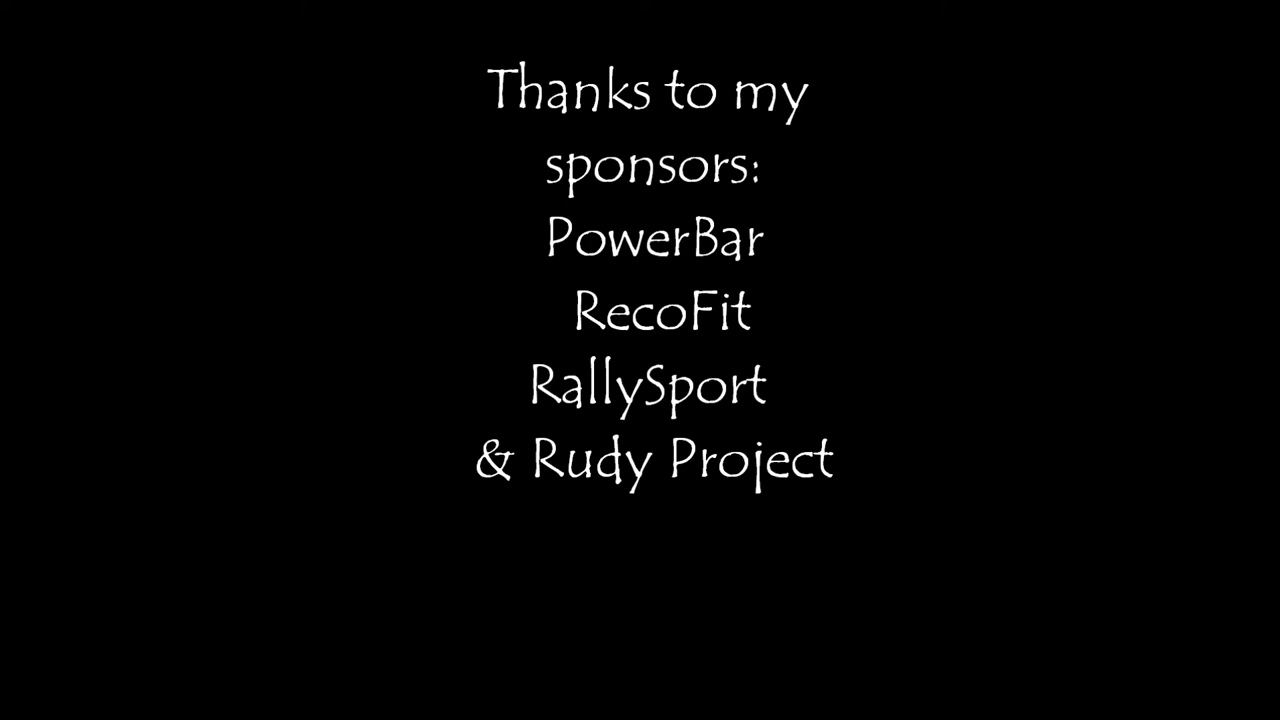 Thanks to my
sponsors:
PowerBar
RecoFit
RallySport
& Rudy Project